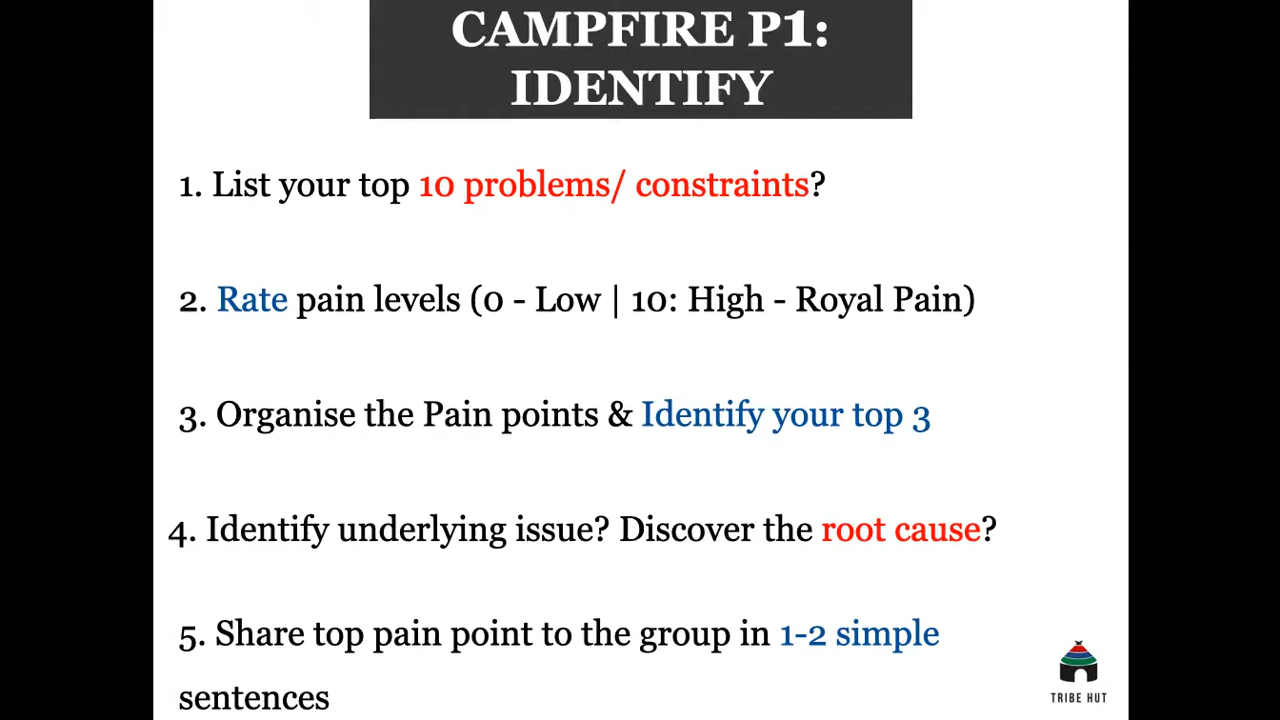 CAMPFIRE P1:
IDENTIFY
1. List your top 10 problems/ constraints?
2. Rate pain levels (0 - Low | 10: High - Royal Pain)
3. Organise the Pain points & Identify your top 3
4. Identify underlying issue? Discover the root cause?
5. Share top pain point to the group in 1-2 simple
sentences
TRIBE HUT